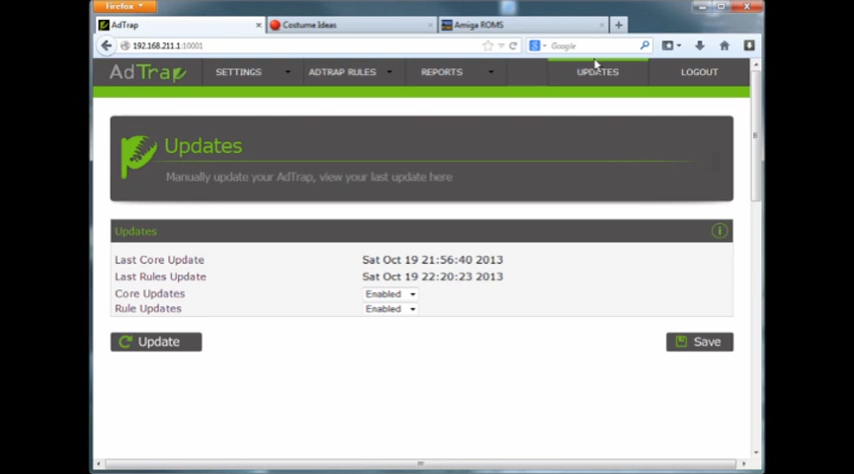 Firefox
AdTrap
Costume Ideas
Amiga ROMS
192.168.211.1:10001
Google
AdTrap
SETTINGS
ADTRAP RULES
REPORTS
UPDATES
LOGOUT
Updates
Manually update your AdTrap, view your last update here
Updates
Last Core Update Sat Oct 19 21:56:40 2013
Last Rules Update Sat Oct 19 22:20:23 2013
Core Updates Enabled
Rule Updates Enabled
Update
Save